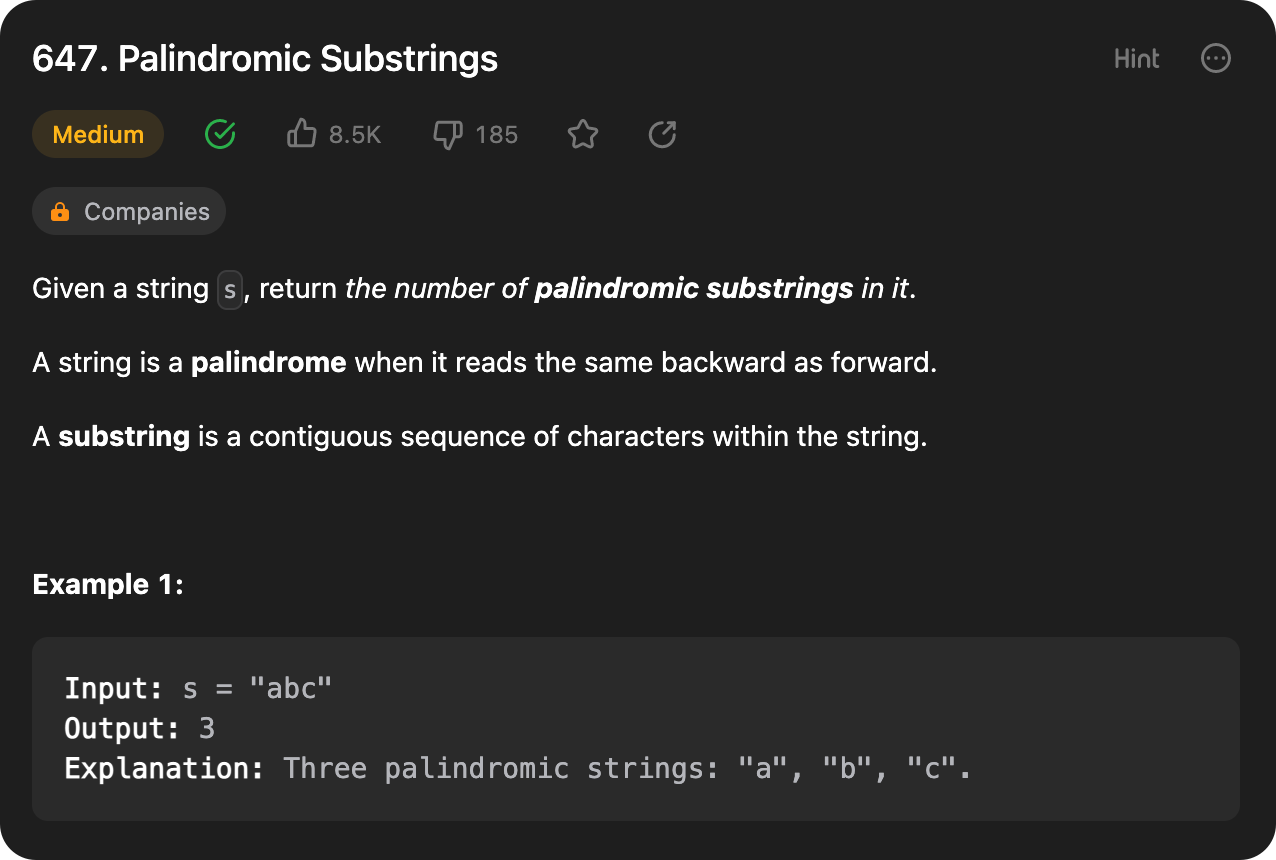 647. Palindromic Substrings
Hint
Medium
8.5K
185
Companies
Given a string s, return the number of palindromic substrings in it.
A string is a palindrome when it reads the same backward as forward.
A substring is a contiguous sequence of characters within the string.
Example 1:
Input: s = "abc"
Output: 3
Explanation: Three palindromic strings: "a", "b", "c".